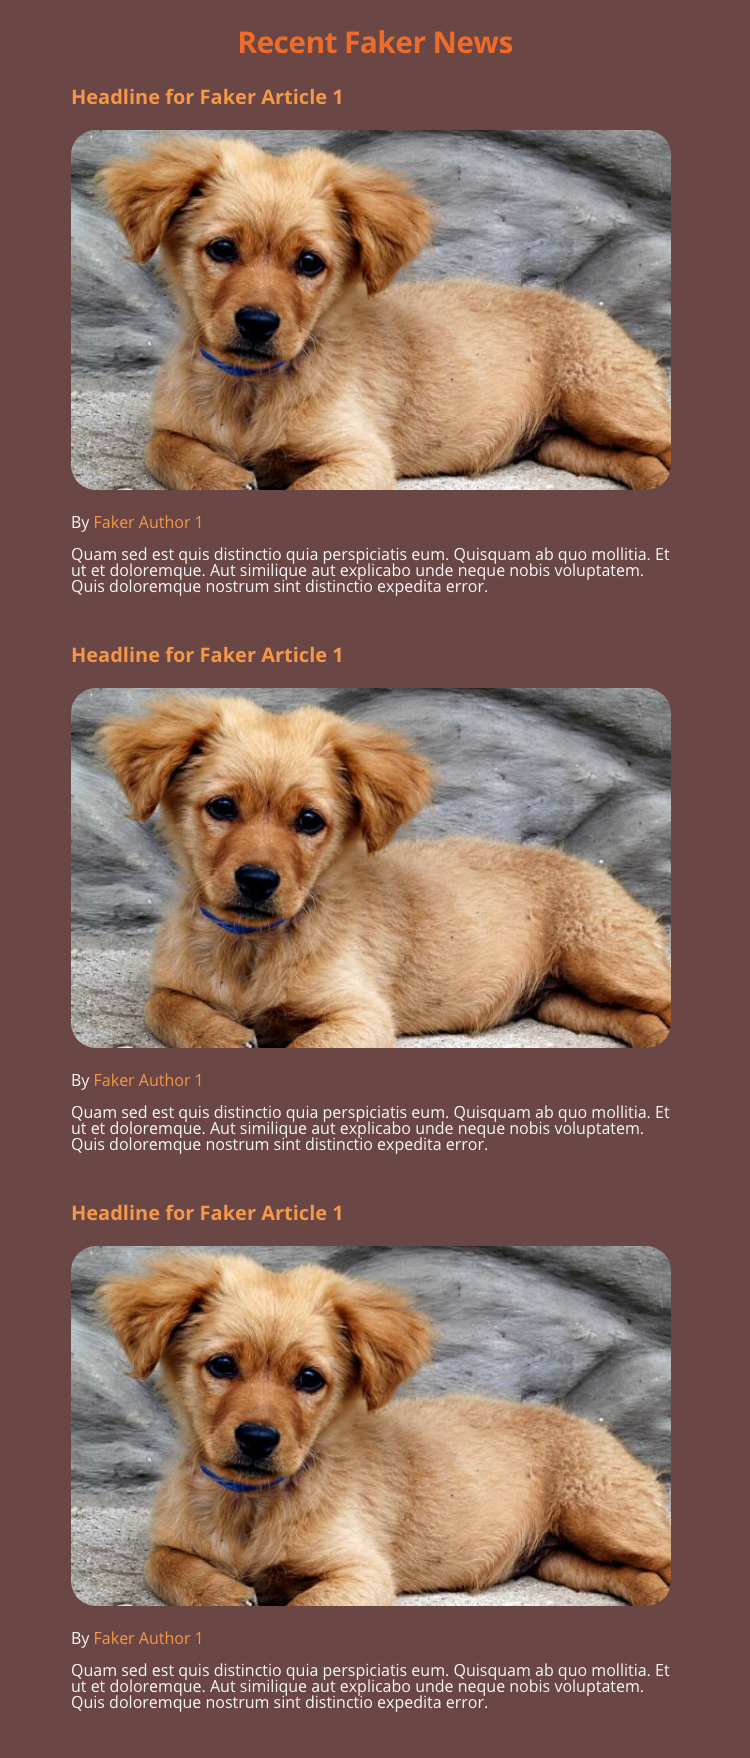 Recent Faker News
Headline for Faker Article 1
By Faker Author 1
Quam sed est quis distinctio quia perspiciatis eum. Quisquam ab quo mollitia. Et
ut et doloremque. Aut similique aut explicabo unde neque nobis voluptatem.
Quis doloremque nostrum sint distinctio expedita error.
Headline for Faker Article 1
By Faker Author 1
Quam sed est quis distinctio quia perspiciatis eum. Quisquam ab quo mollitia. Et
ut et doloremque. Aut similique aut explicabo unde neque nobis voluptatem.
Quis doloremque nostrum sint distinctio expedita error.
Headline for Faker Article 1
By Faker Author 1
Quam sed est quis distinctio quia perspiciatis eum. Quisquam ab quo mollitia. Et
ut et doloremque. Aut similique aut explicabo unde neque nobis voluptatem.
Quis doloremque nostrum sint distinctio expedita error.